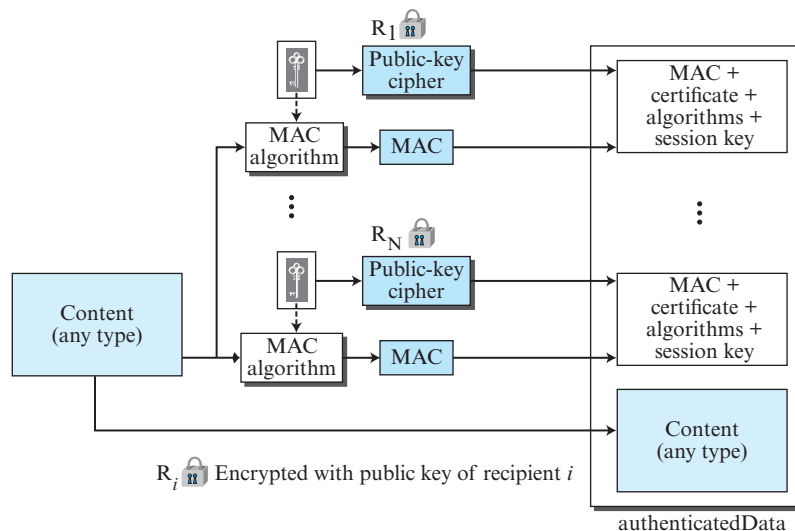 R1
Public-key
cipher
MAC
algorithm
MAC
MAC +
certificate +
algorithms +
session key
RN
Public-key
cipher
Content
(any type)
MAC
algorithm
MAC
MAC +
certificate +
algorithms +
session key
Content
(any type)
Ri Encrypted with public key of recipient i
authenticatedData